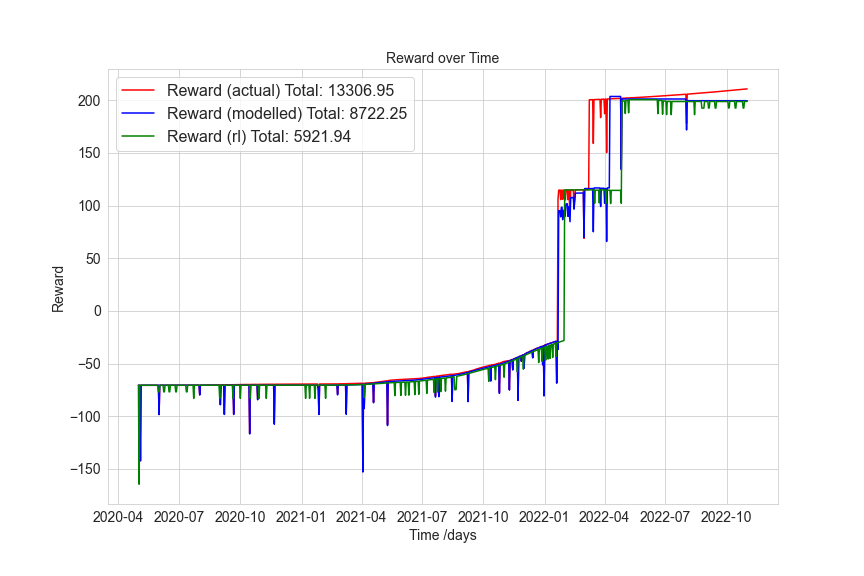 Reward over Time
Reward (actual) Total: 13306.95
Reward (modelled) Total: 8722.25
Reward (rl) Total: 5921.94
Reward
200
150
100
50
0
−50
−100
−150
2020-04 2020-07 2020-10 2021-01 2021-04 2021-07 2021-10 2022-01 2022-04 2022-07 2022-10
Time /days